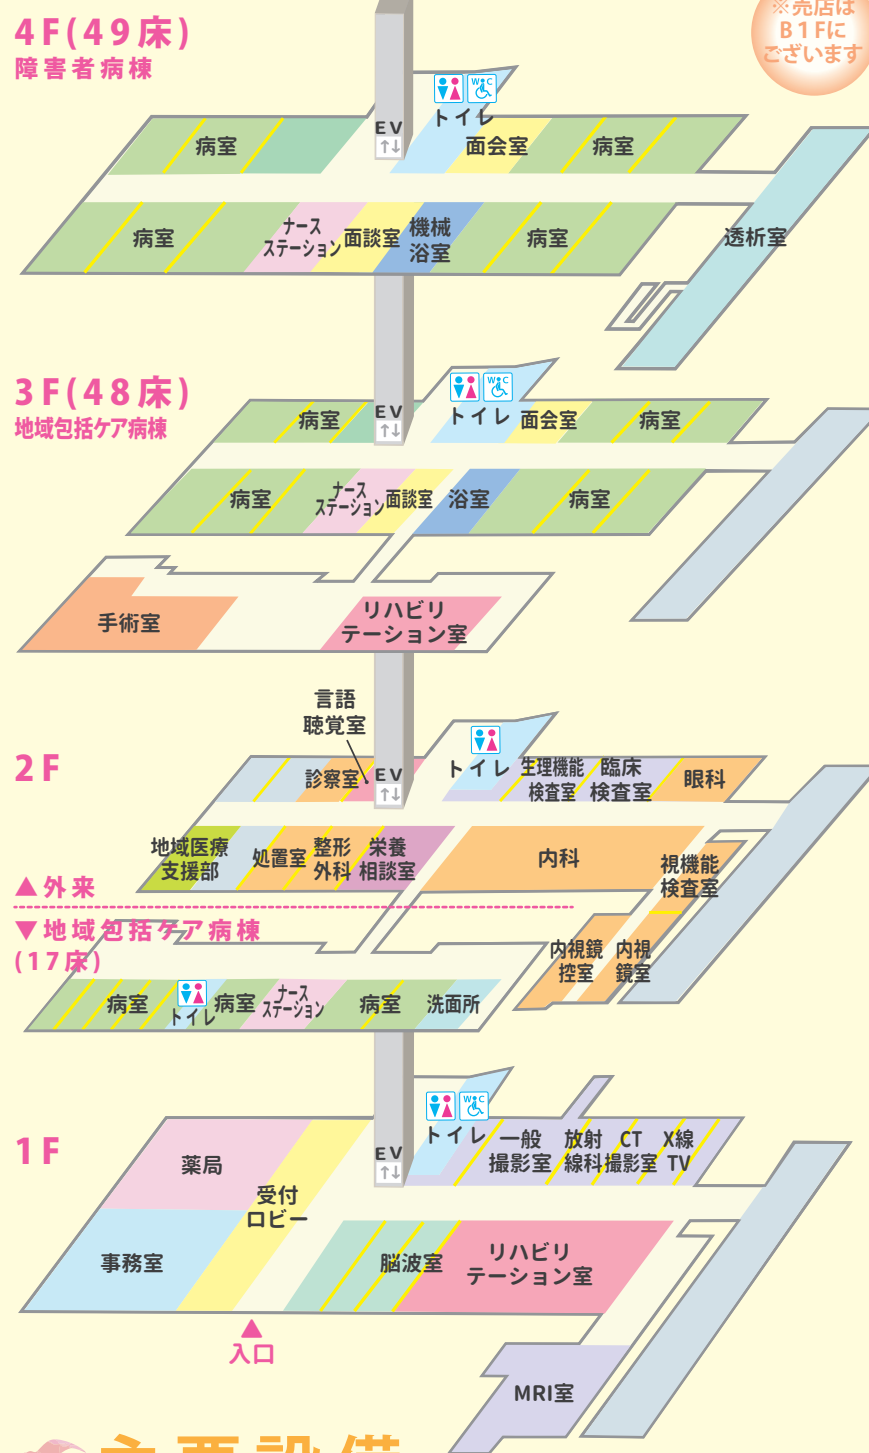 ※売店は
B1Fに
ございます
4F(49床)
障害者病棟
WC
トイレ
EV
病室
面会室
病室
病室
ナース
ステーション
面談室
機械
浴室
病室
透析室
3F(48床)
地域包括ケア病棟
WC
トイレ
EV
病室
面会室
病室
病室
ナース
ステーション
面談室
浴室
病室
手術室
リハビリ
テーション室
2F
言語
聴覚室
EV
診察室
トイレ
生理機能
検査室
臨床
検査室
眼科
地域医療
支援部
処置室
整形
外科
栄養
相談室
内科
視機能
検査室
▲外来
▼地域包括ケア病棟
(17床)
内視鏡
控室
内視
鏡室
病室
トイレ
病室
ナース
ステーション
病室
洗面所
1F
WC
トイレ
EV
一般
撮影室
放射
線科
CT
撮影室
X線
TV
薬局
受付
ロビー
事務室
脳波室
リハビリ
テーション室
入口
MRI室
主要設備